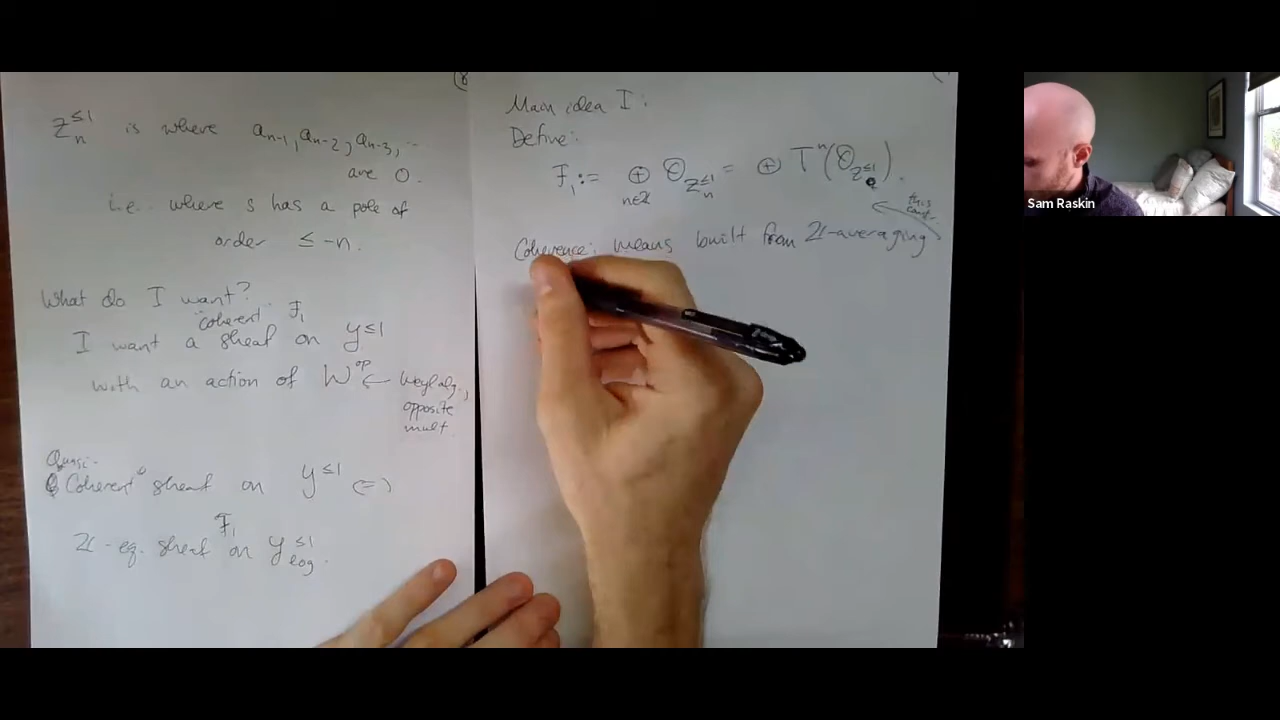 Z_n^{≤1} is where a_{n-1}, a_{n-2}, a_{n-3}, ...
are 0.
i.e. where s has a pole of
order ≤ -n.
What do I want?
"coherent" F_1
I want a sheaf on Y^{≤1}
with an action of W^{op} ← Weyl alg.,
opposite
mult.
Quasi-
Coherent sheaf on Y^{≤1} (=)
F_1
Z-eq. sheaf on Y_{log}^{≤1}.
Main idea I:
Define:
F_1 := ⊕_{n∈Z} O_{Z_n^{≤1}} = ⊕ T^n(O_{Z_0^{≤1}}).
this
const.
Coherence: means built from Z-averaging
Sam Raskin